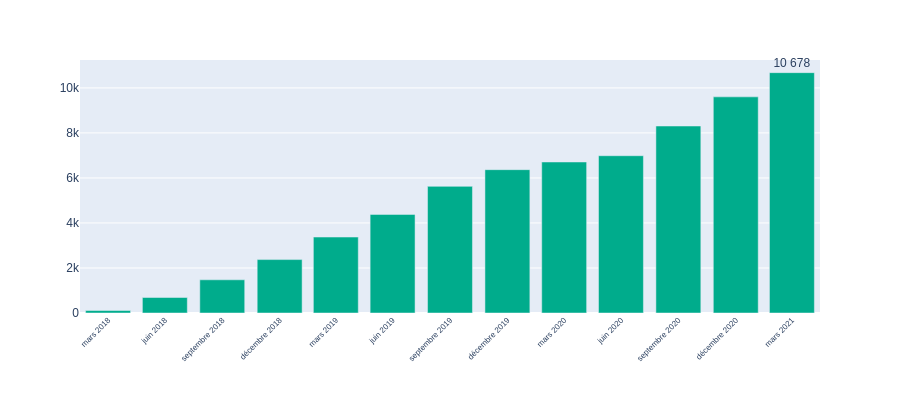 10 678
10k
8k
6k
4k
2k
0
mars 2018
juin 2018
septembre 2018
décembre 2018
mars 2019
juin 2019
septembre 2019
décembre 2019
mars 2020
juin 2020
septembre 2020
décembre 2020
mars 2021